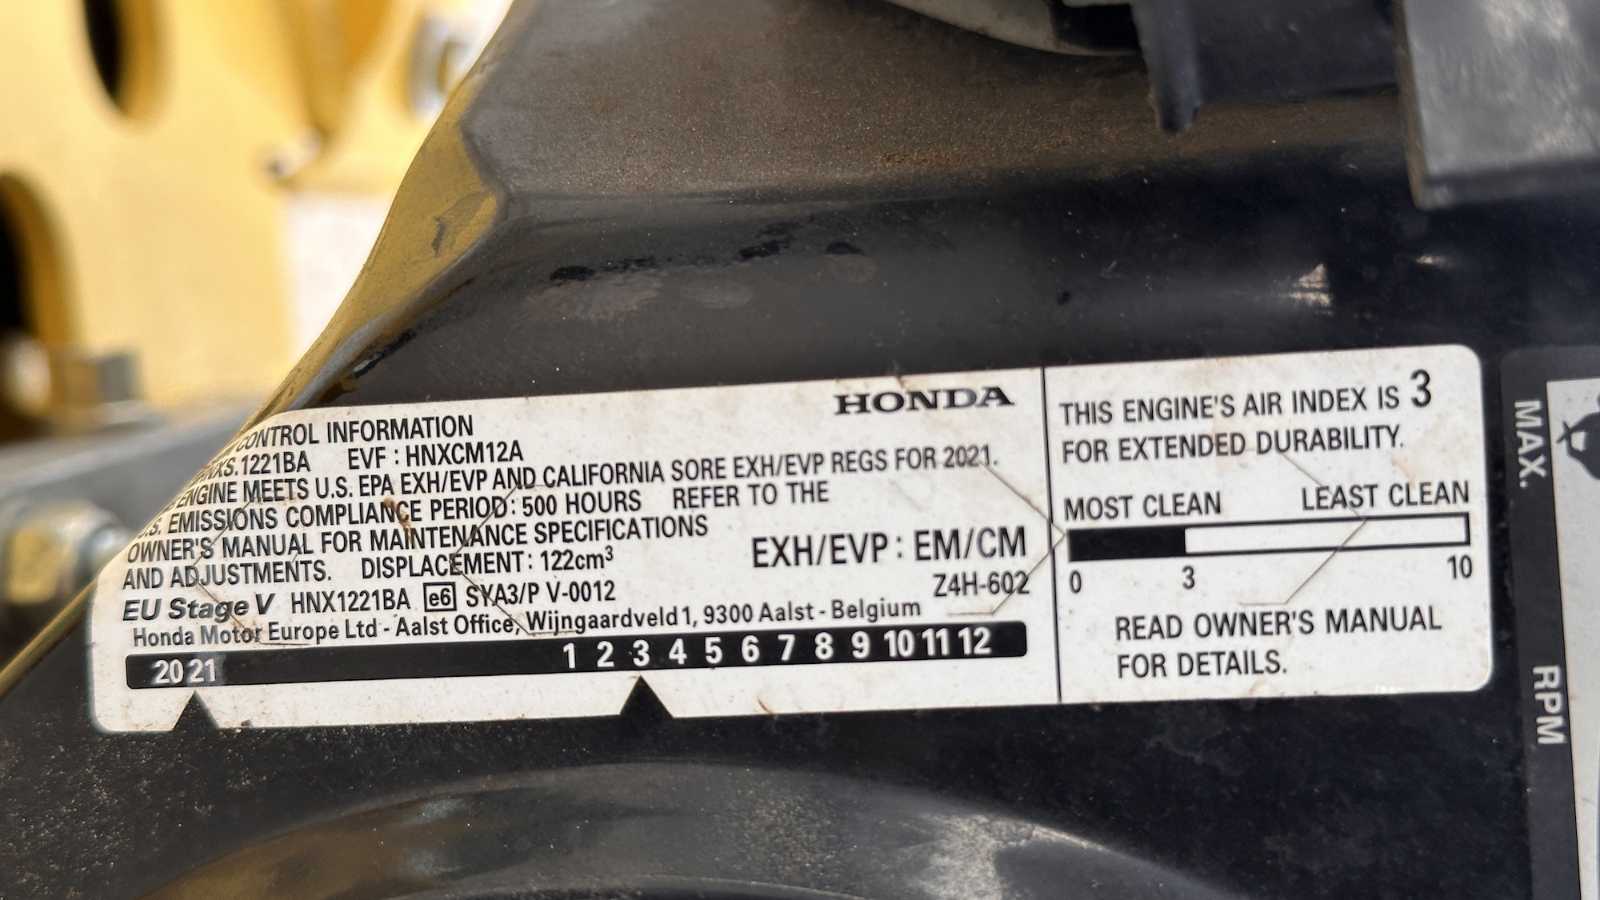 HONDA
CONTROL INFORMATION
HNXS.1221BA EVF : HNXCM12A
ENGINE MEETS U.S. EPA EXH/EVP AND CALIFORNIA SORE EXH/EVP REGS FOR 2021.
U.S. EMISSIONS COMPLIANCE PERIOD: 500 HOURS REFER TO THE
OWNER'S MANUAL FOR MAINTENANCE SPECIFICATIONS
AND ADJUSTMENTS. DISPLACEMENT: 122cm³
EXH/EVP : EM/CM
EU Stage V HNX1221BA e6 SYA3/P V-0012
Z4H-602
Honda Motor Europe Ltd - Aalst Office, Wijngaardveld 1, 9300 Aalst - Belgium
20 21 1 2 3 4 5 6 7 8 9 10 11 12
THIS ENGINE'S AIR INDEX IS 3
FOR EXTENDED DURABILITY.
MOST CLEAN LEAST CLEAN
0 3 10
READ OWNER'S MANUAL
FOR DETAILS.
MAX.
RPM